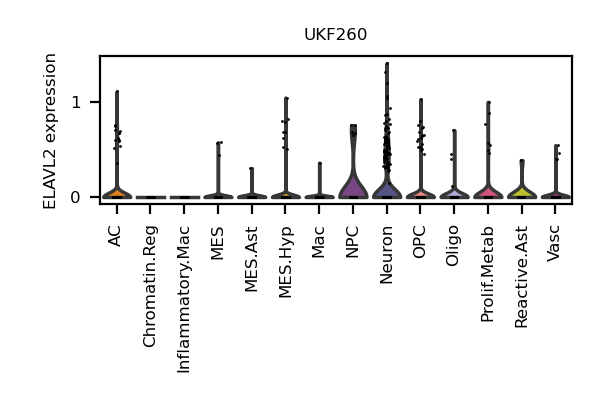 UKF260
ELAVL2 expression
1
0
AC
Chromatin.Reg
Inflammatory.Mac
MES
MES.Ast
MES.Hyp
Mac
NPC
Neuron
OPC
Oligo
Prolif.Metab
Reactive.Ast
Vasc